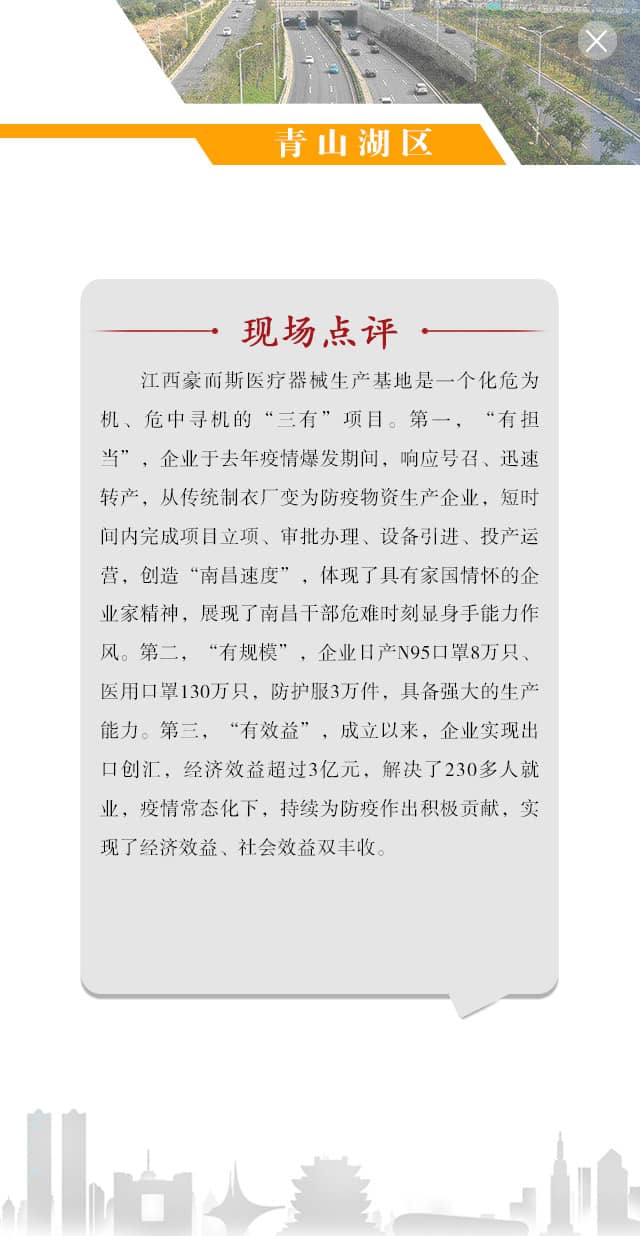 青山湖区
现场点评
江西豪而斯医疗器械生产基地是一个化危为
机、危中寻机的“三有”项目。第一，“有担
当”，企业于去年疫情爆发期间，响应号召、迅速
转产，从传统制衣厂变为防疫物资生产企业，短时
间内完成项目立项、审批办理、设备引进、投产运
营，创造“南昌速度”，体现了具有家国情怀的企
业家精神，展现了南昌干部危难时刻显身手能力作
风。第二，“有规模”，企业日产N95口罩8万只、
医用口罩130万只，防护服3万件，具备强大的生产
能力。第三，“有效益”，成立以来，企业实现出
口创汇，经济效益超过3亿元，解决了230多人就
业，疫情常态化下，持续为防疫作出积极贡献，实
现了经济效益、社会效益双丰收。